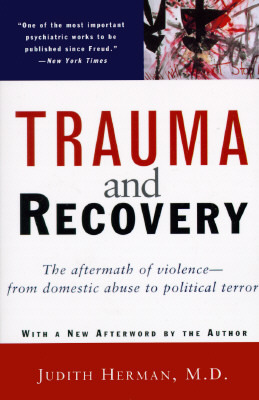 "One of the most important
psychiatric works to be
published since Freud."
—New York Times
TRAUMA
and
RECOVERY
The aftermath of violence—
from domestic abuse to political terror
WITH A NEW AFTERWORD BY THE AUTHOR
JUDITH HERMAN, M.D.